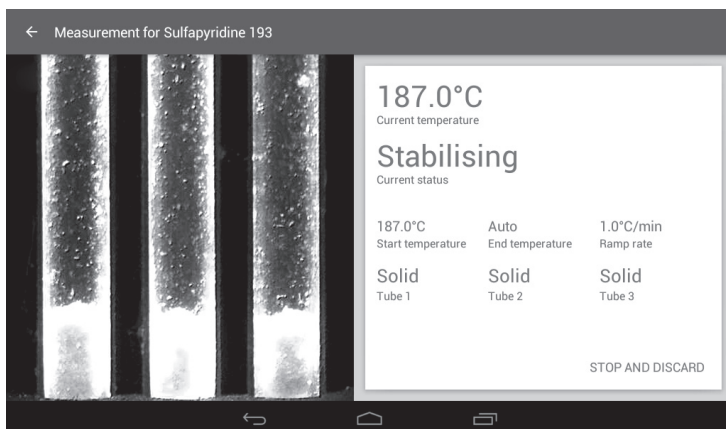 Measurement for Sulfapyridine 193
187.0°C
Current temperature
Stabilising
Current status
187.0°C Auto 1.0°C/min
Start temperature End temperature Ramp rate
Solid Solid Solid
Tube 1 Tube 2 Tube 3
STOP AND DISCARD